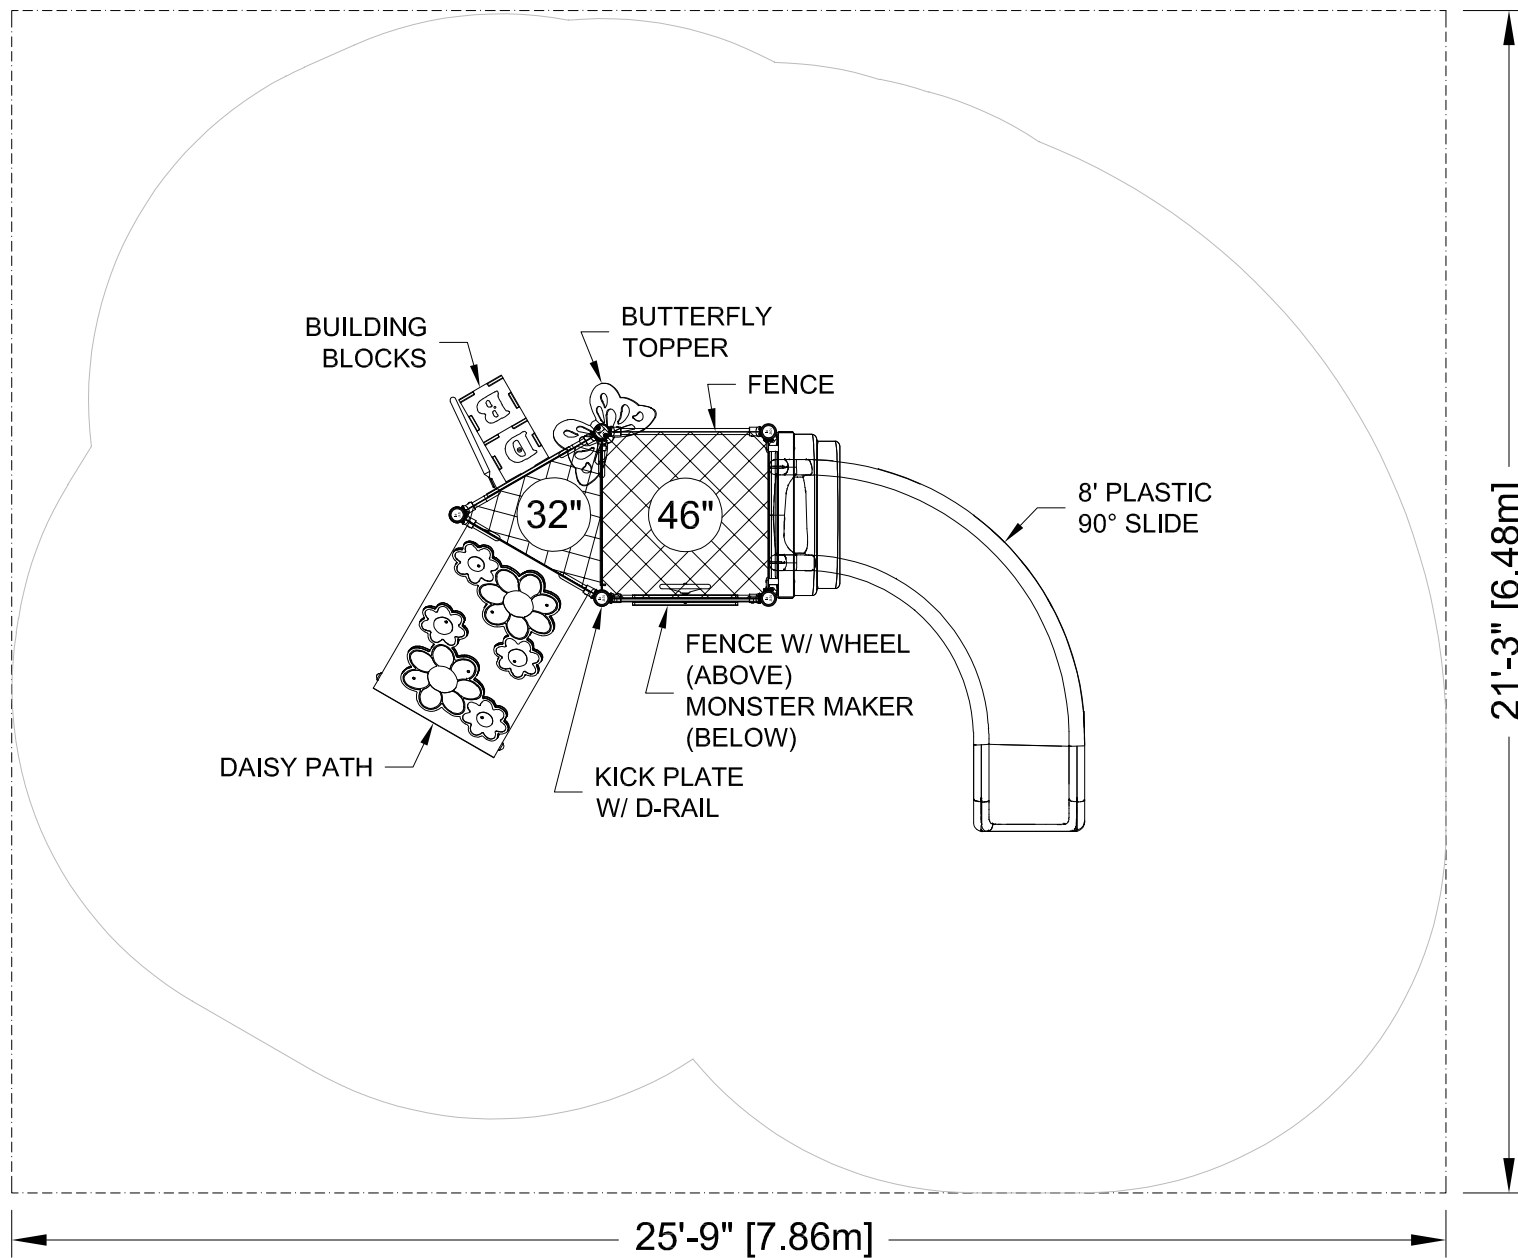 BUILDING
BLOCKS
BUTTERFLY
TOPPER
FENCE
32"
46"
8' PLASTIC
90° SLIDE
FENCE W/ WHEEL
(ABOVE)
MONSTER MAKER
(BELOW)
DAISY PATH
KICK PLATE
W/ D-RAIL
21'-3" [6.48m]
25'-9" [7.86m]